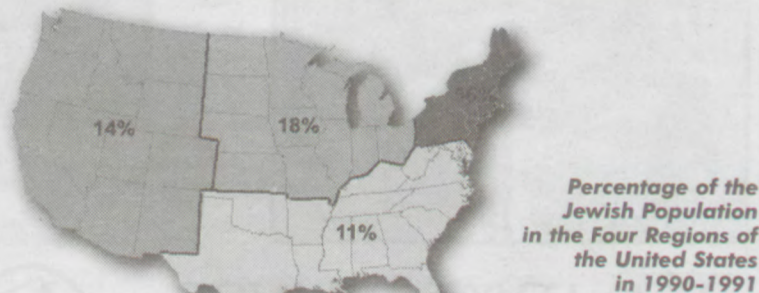 14%
18%
11%
Percentage of the
Jewish Population
in the Four Regions of
the United States
in 1990-1991